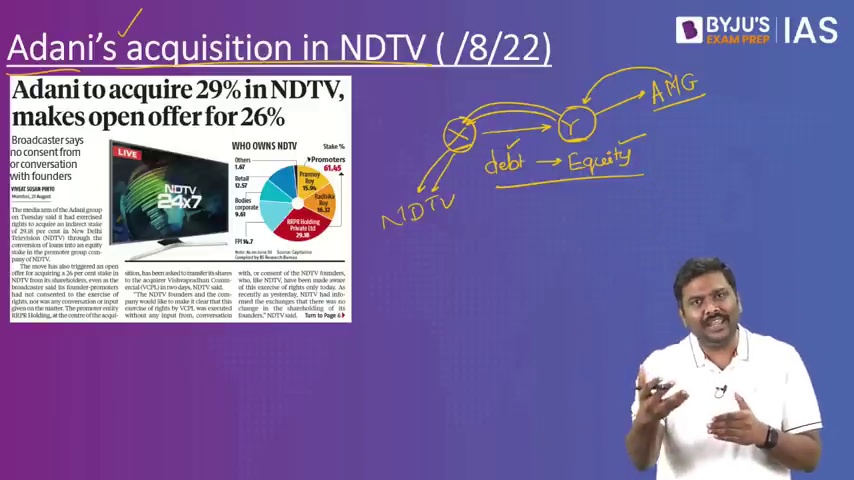 Adani's acquisition in NDTV ( /8/22)
BYJU'S
EXAM PREP
IAS
Adani to acquire 29% in NDTV,
makes open offer for 26%
Broadcaster says
no consent from
or conversation
with founders
VIVEAT SUSAN PINTO
Mumbai, 23 August
The media arm of the Adani group
on Tuesday said it had exercised
rights to acquire an indirect stake
of 29.18 per cent in New Delhi
Television (NDTV) through the
conversion of loans into an equity
stake in the promoter group com-
pany of NDTV.
The move has also triggered an open
offer for acquiring a 26 per cent stake in
NDTV from its shareholders, even as the
broadcaster said its founder-promoters
had not consented to the exercise of
rights, nor was any conversation or input
given on the matter. The promoter entity
RRPR Holding, at the centre of the acqui-
LIVE
NDTV
24x7
WHO OWNS NDTV
Stake %
Promoters
61.45
Others
1.67
Retail
12.57
Bodies
corporate
9.61
FPI 14.7
Prannoy
Roy
15.94
Radhika
Roy
16.32
RRPR Holding
Private Ltd
29.18
Note: As on June 30 Source: Capitaline
Compiled by BS Research Bureau
sition, has been asked to transfer its shares
to the acquirer Vishvapradhan Comm-
ercial (VCPL) in two days, NDTV said.
"The NDTV founders and the com-
pany would like to make it clear that this
exercise of rights by VCPL was executed
without any input from, conversation
with, or consent of the NDTV founders,
who, like NDTV, have been made aware
of this exercise of rights only today. As
recently as yesterday, NDTV had infor-
med the exchanges that there was no
change in the shareholding of its
founders," NDTV said. Turn to Page 6
X
Y
AMG
debt → Equity
NDTV